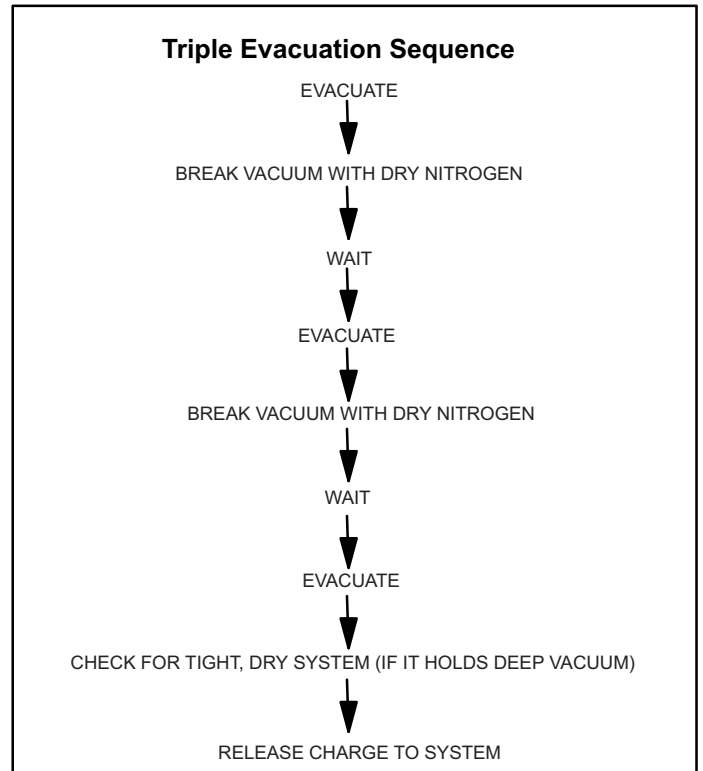 Triple Evacuation Sequence
EVACUATE
BREAK VACUUM WITH DRY NITROGEN
WAIT
EVACUATE
BREAK VACUUM WITH DRY NITROGEN
WAIT
EVACUATE
CHECK FOR TIGHT, DRY SYSTEM (IF IT HOLDS DEEP VACUUM)
RELEASE CHARGE TO SYSTEM